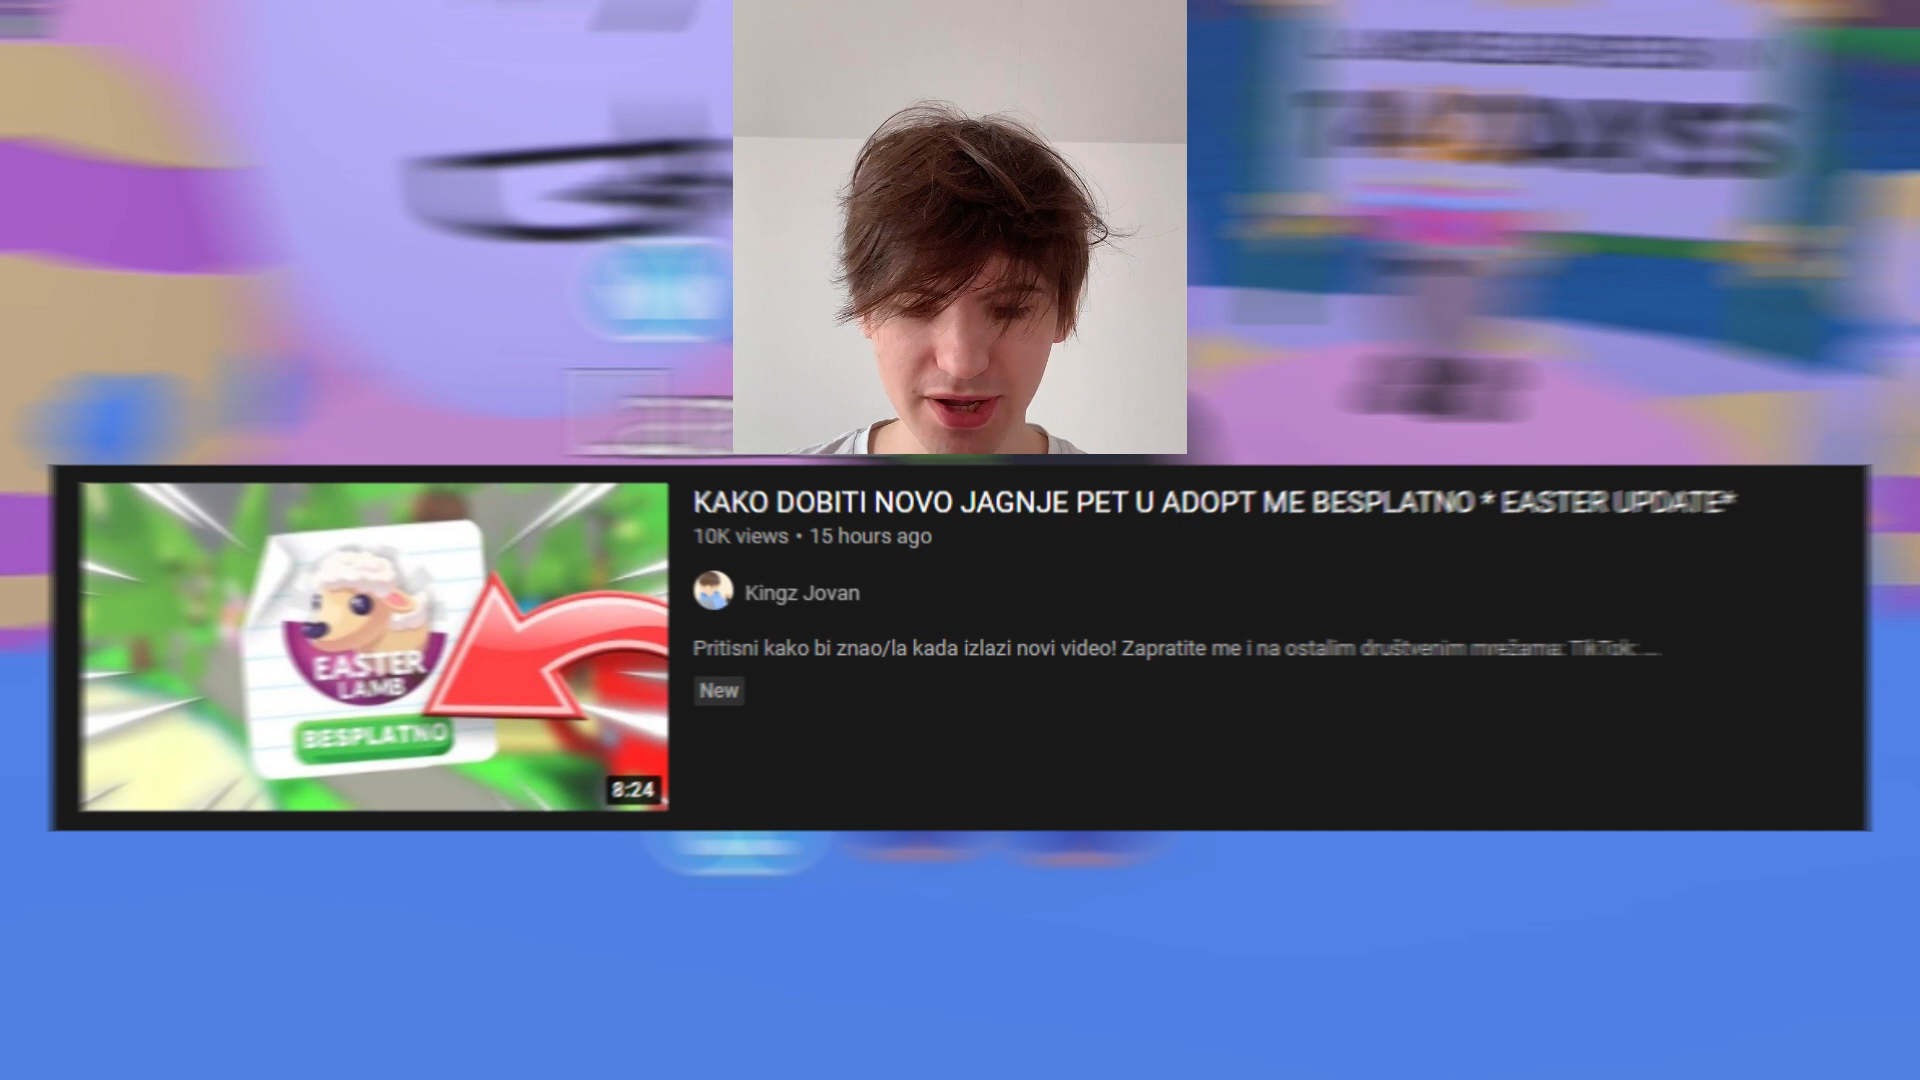 KAKO DOBITI NOVO JAGNJE PET U ADOPT ME BESPLATNO * EASTER UPDATE*
10K views • 15 hours ago
Kingz Jovan
Pritisni kako bi znao/la kada izlazi novi video! Zapratite me i na ostalim društvenim mrežama: TikTok: ...
New
EASTER
LAMB
BESPLATNO
8:24